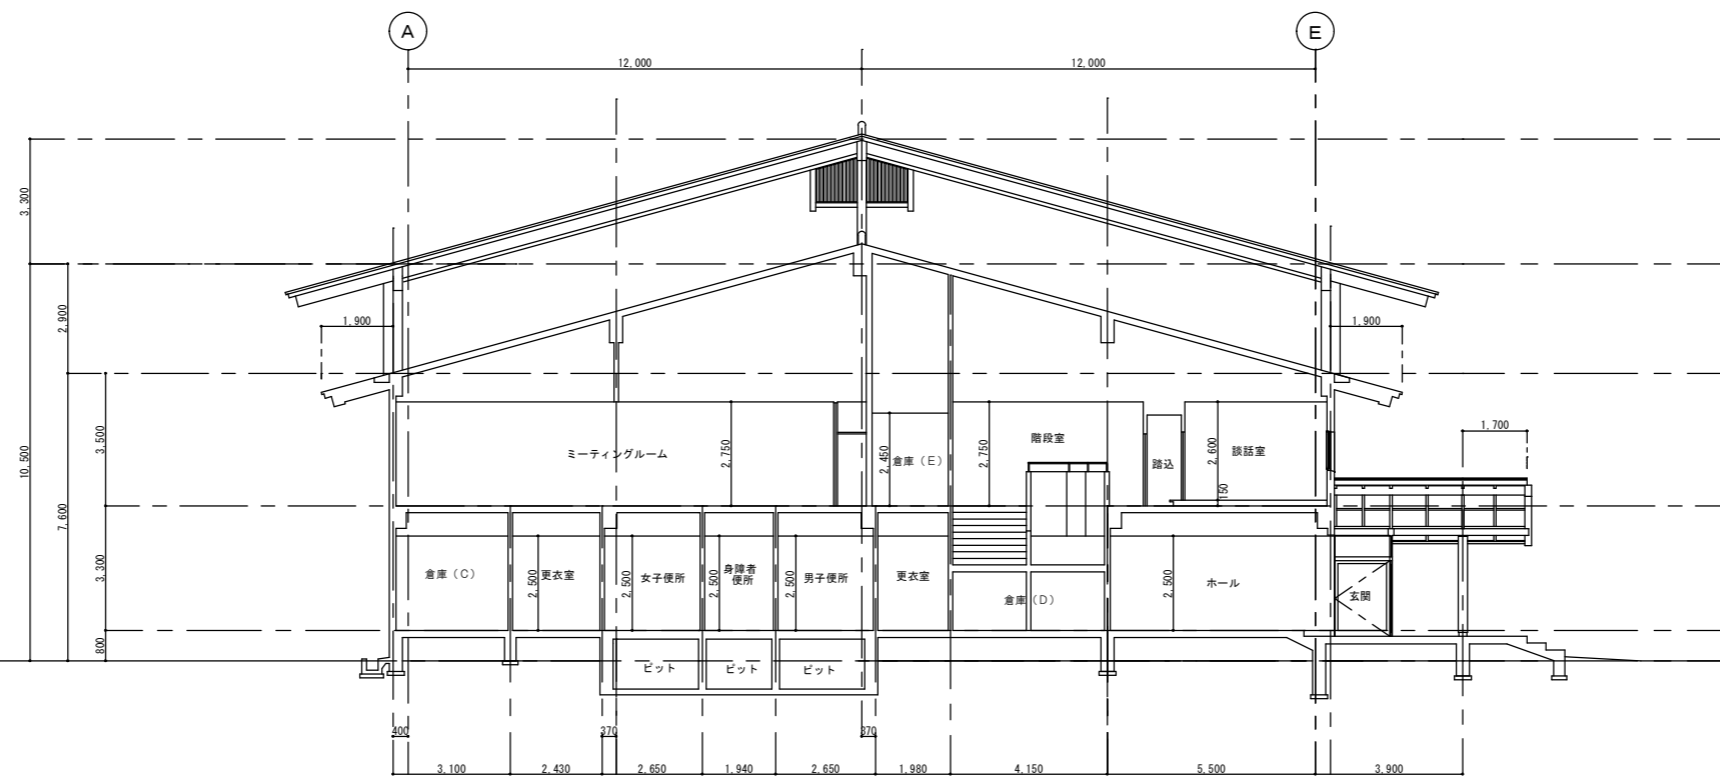 A
E
12,000
12,000
3,300
2,900
1,900
1,900
10,500
7,600
3,500
3,300
800
ミーティングルーム
2,750
2,450
倉庫（E）
2,750
階段室
踏込
2,600
150
談話室
1,700
倉庫（C）
2,500
更衣室
2,500
女子便所
2,500
身障者
便所
2,500
男子便所
更衣室
倉庫（D）
2,500
ホール
玄関
ピット
ピット
ピット
400
370
370
3,100
2,430
2,650
1,940
2,650
1,980
4,150
5,500
3,900